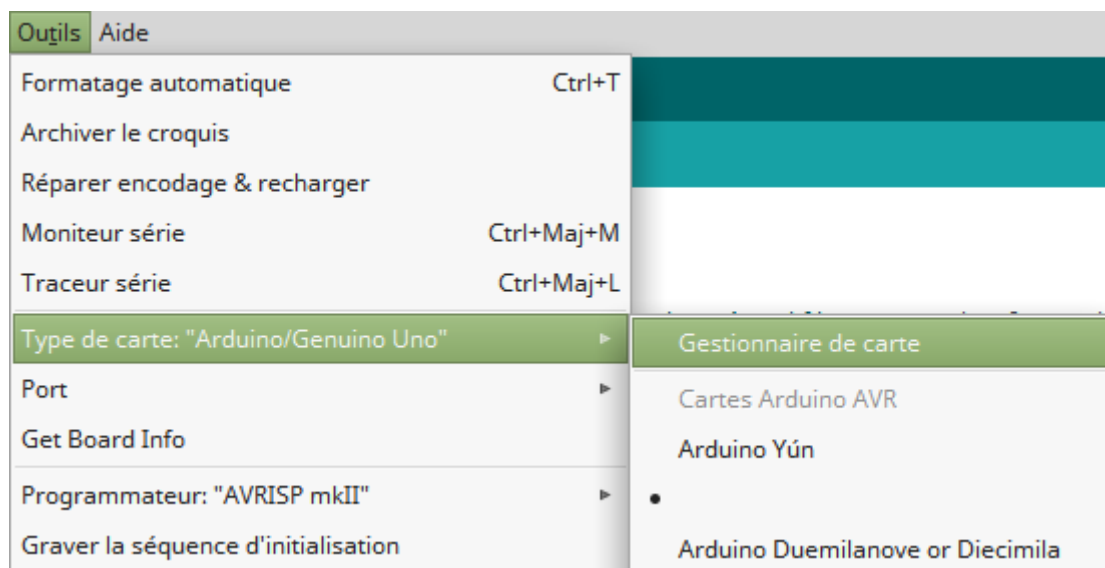 Outils Aide
Formatage automatique Ctrl+T
Archiver le croquis
Réparer encodage & recharger
Moniteur série Ctrl+Maj+M
Traceur série Ctrl+Maj+L
Type de carte: "Arduino/Genuino Uno"
Port
Get Board Info
Programmateur: "AVRISP mkII"
Graver la séquence d'initialisation
Gestionnaire de carte
Cartes Arduino AVR
Arduino Yún
Arduino Duemilanove or Diecimila